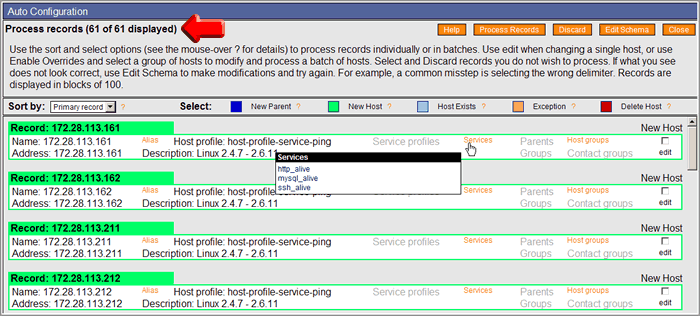 Auto Configuration
Process records (61 of 61 displayed) Help Process Records Discard Edit Schema Close
Use the sort and select options (see the mouse-over ? for details) to process records individually or in batches. Use edit when changing a single host, or use
Enable Overrides and select a group of hosts to modify and process a batch of hosts. Select and Discard records you do not wish to process. If what you
see does not look correct, use Edit Schema to make modifications and try again. For example, a common misstep is selecting the wrong delimiter. Records
are displayed in blocks of 100.
Sort by: Primary record ? Select: New Parent ? New Host ? Host Exists ? Exception ? Delete Host ?
Record: 172.28.113.161 New Host
Name: 172.28.113.161 Alias Host profile: host-profile-service-ping Service profiles Services Parents Host groups
Address: 172.28.113.161 Description: Linux 2.4.7 - 2.6.11 Groups Contact groups edit
Services
http_alive
mysql_alive
ssh_alive
Record: 172.28.113.162 New Host
Name: 172.28.113.162 Alias Host profile: host-profile-service-ping Services Parents Host groups
Address: 172.28.113.162 Description: Linux 2.4.7 - 2.6.11 Groups Contact groups edit
Record: 172.28.113.211 New Host
Name: 172.28.113.211 Alias Host profile: host-profile-service-ping Service profiles Services Parents Host groups
Address: 172.28.113.211 Description: Linux 2.4.7 - 2.6.11 Groups Contact groups edit
Record: 172.28.113.212 New Host
Name: 172.28.113.212 Alias Host profile: host-profile-service-ping Service profiles Services Parents Host groups
Address: 172.28.113.212 Description: Linux 2.4.7 - 2.6.11 Groups Contact groups edit